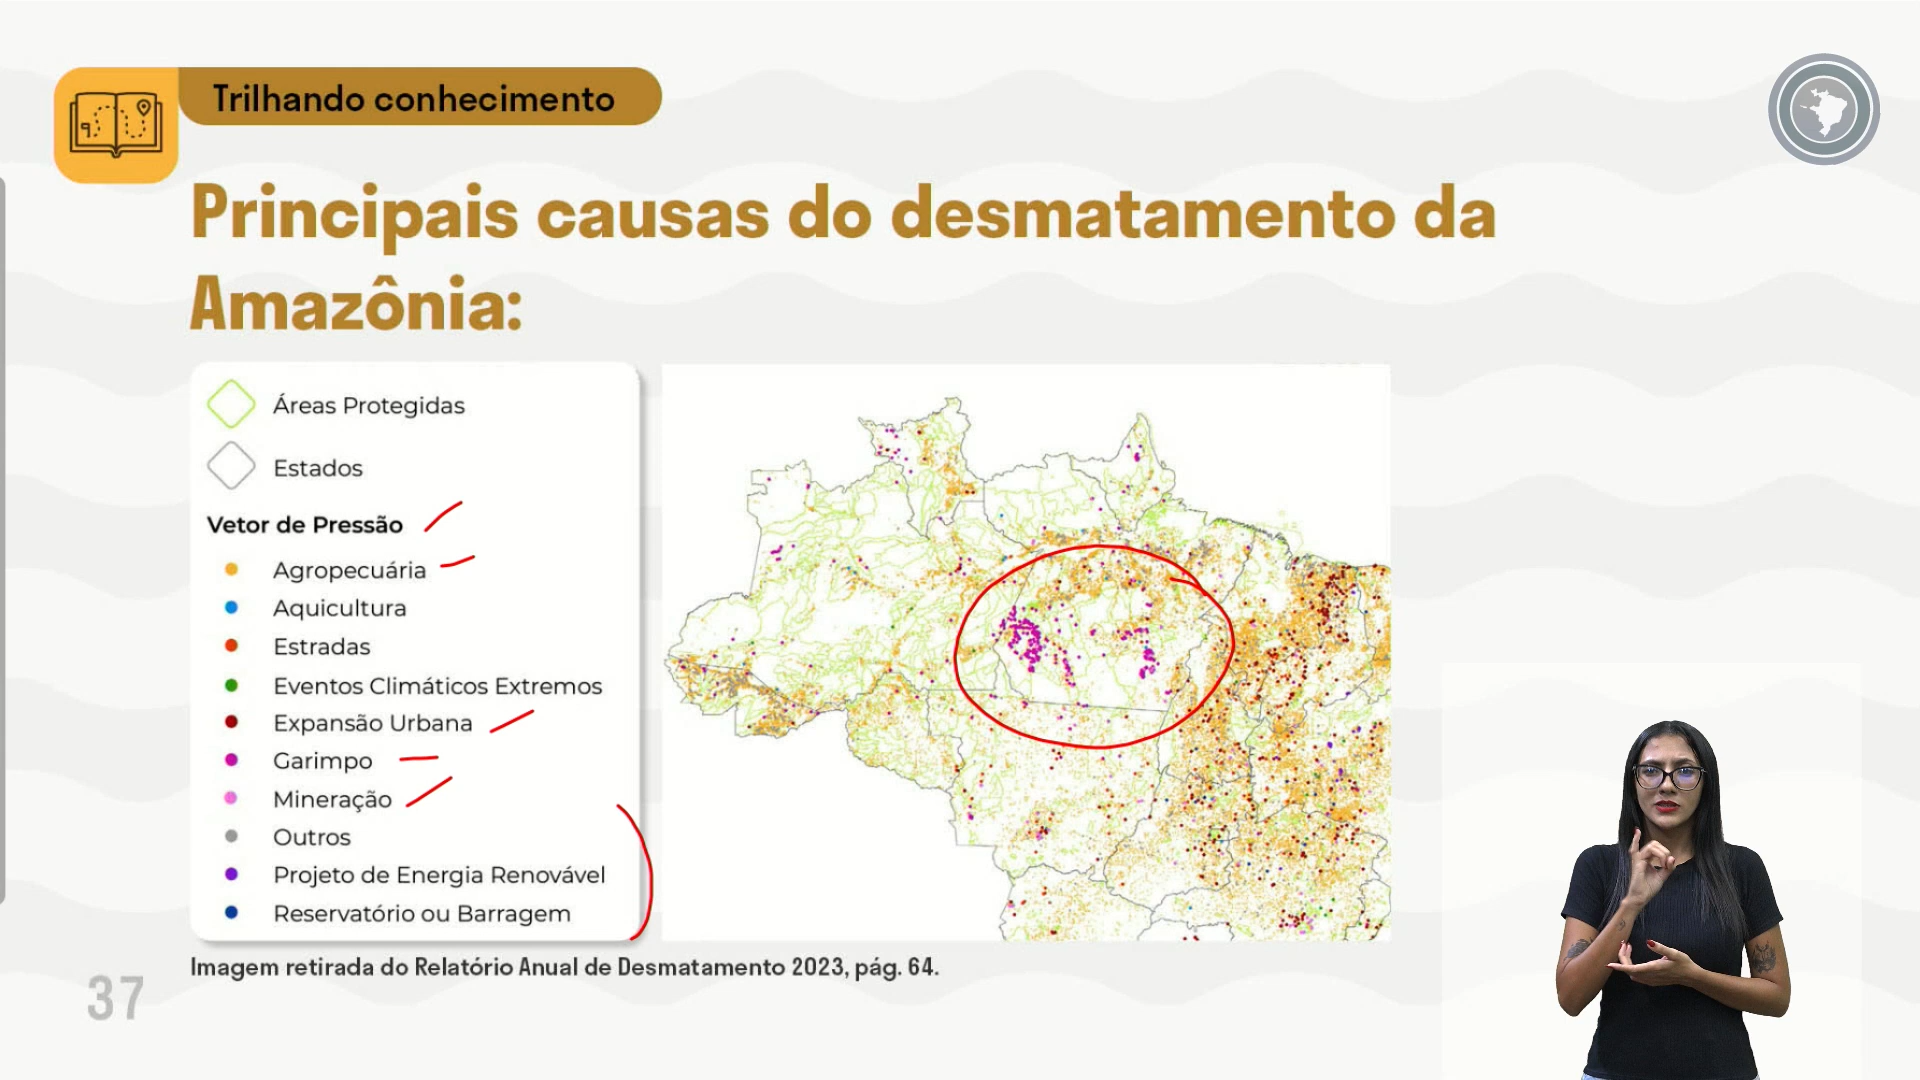 Trilhando conhecimento
Principais causas do desmatamento da
Amazônia:
Áreas Protegidas
Estados
Vetor de Pressão
Agropecuária
Aquicultura
Estradas
Eventos Climáticos Extremos
Expansão Urbana
Garimpo
Mineração
Outros
Projeto de Energia Renovável
Reservatório ou Barragem
Imagem retirada do Relatório Anual de Desmatamento 2023, pág. 64.
37